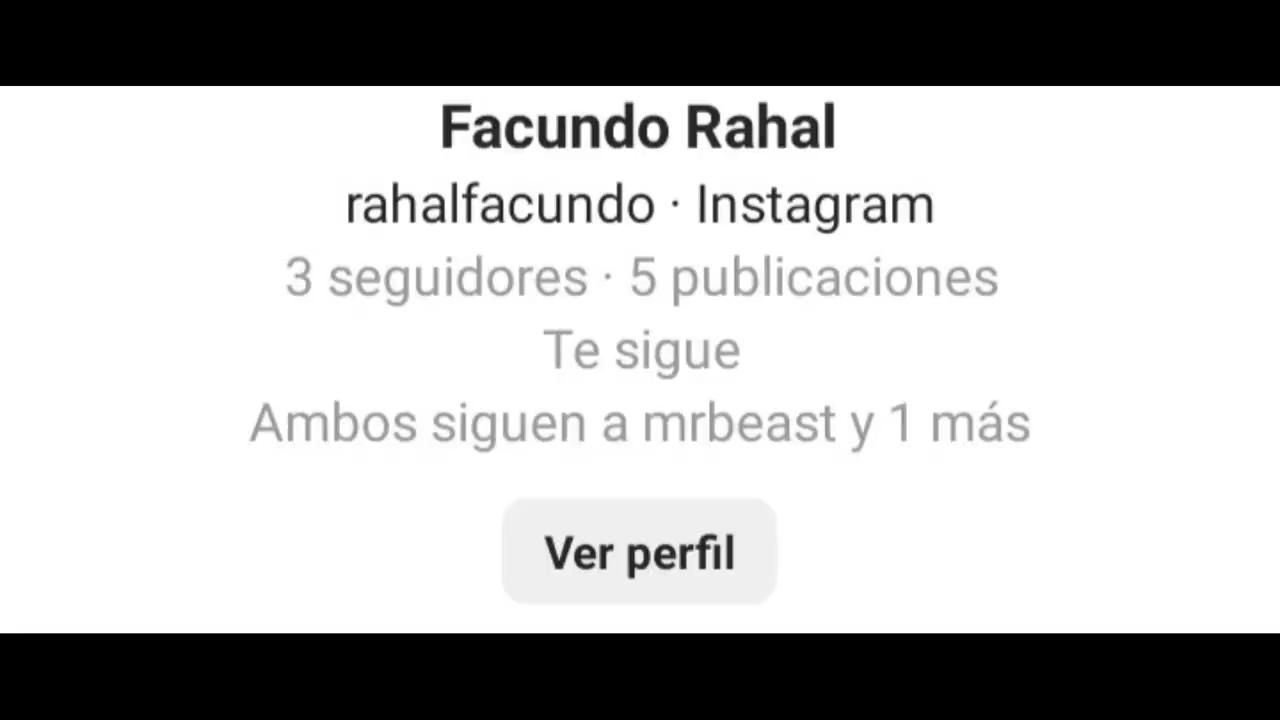 Facundo Rahal
rahalfacundo · Instagram
3 seguidores · 5 publicaciones
Te sigue
Ambos siguen a mrbeast y 1 más
Ver perfil